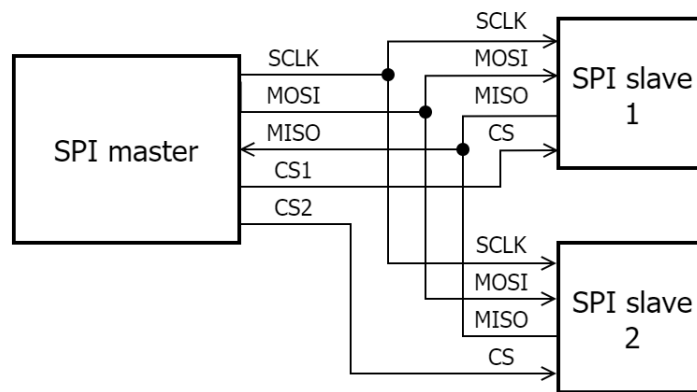 SPI master
SCLK
MOSI
MISO
CS1
CS2
SCLK
MOSI
MISO
CS
SPI slave
1
SCLK
MOSI
MISO
CS
SPI slave
2